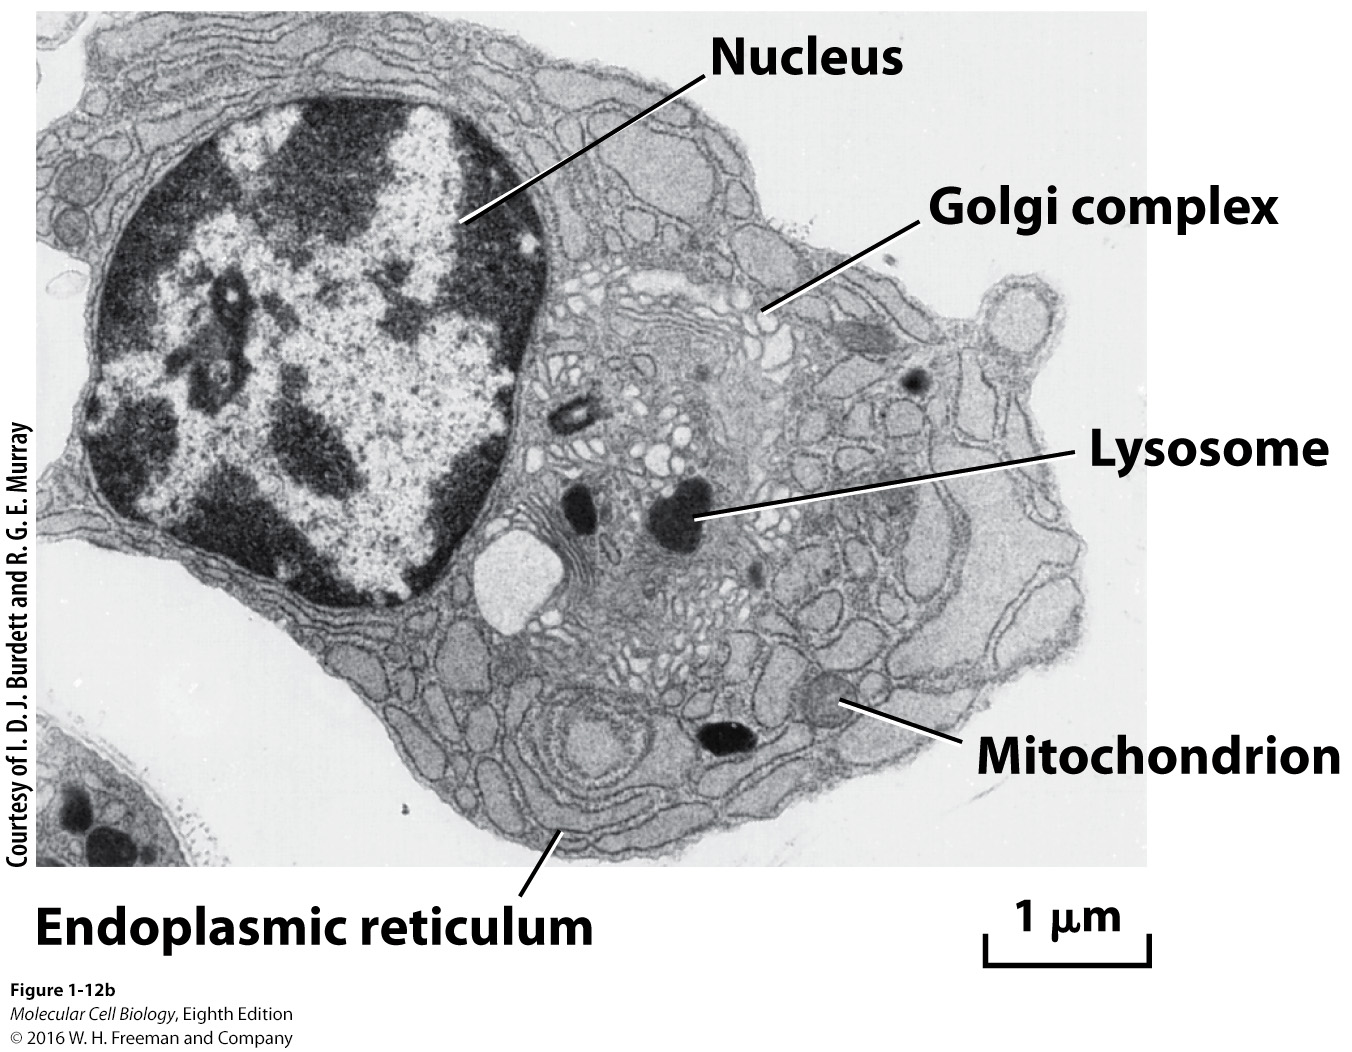 Nucleus
Golgi complex
Lysosome
Mitochondrion
Endoplasmic reticulum
1 μm
Courtesy of I. D. J. Burdett and R. G. E. Murray
Figure 1-12b
Molecular Cell Biology, Eighth Edition
© 2016 W. H. Freeman and Company